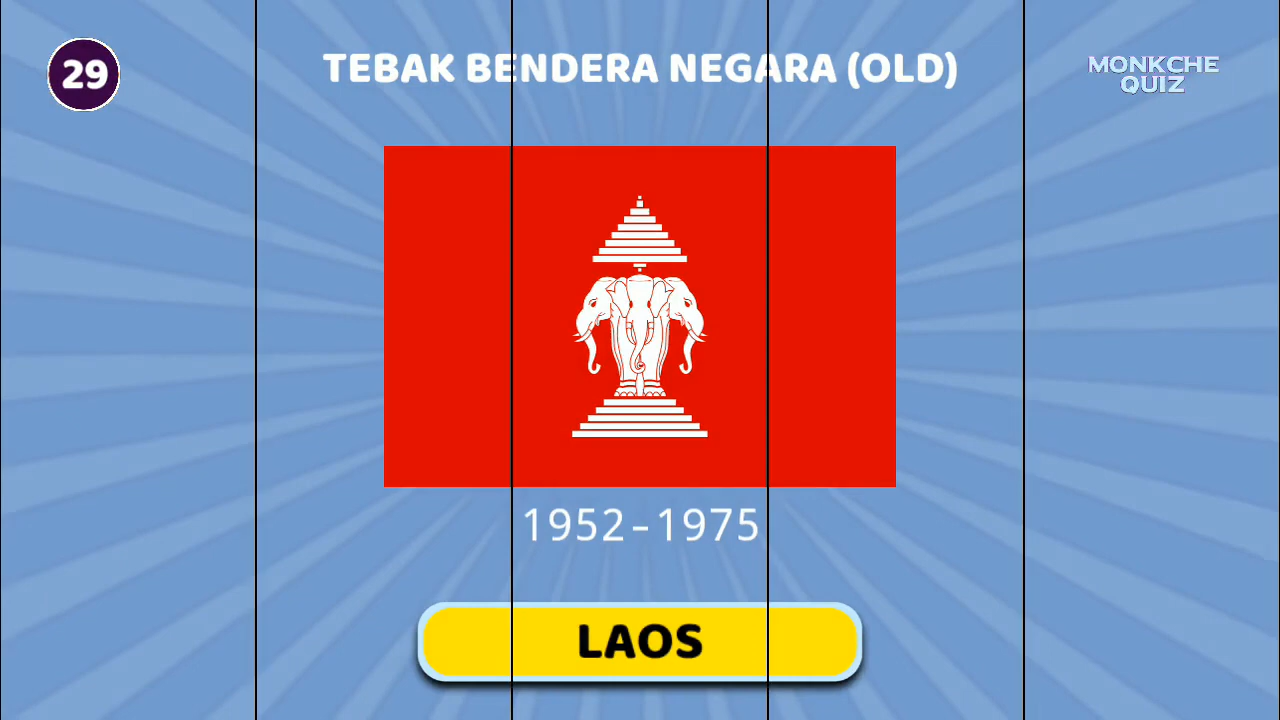 29
TEBAK BENDERA NEGARA (OLD)
MONKCHE
QUIZ
1952-1975
LAOS